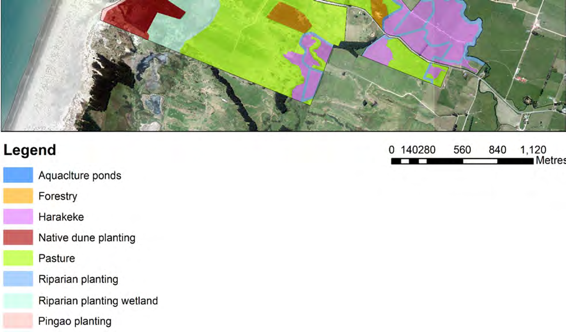 Legend
0 140280 560 840 1,120
Metres
Aquaclture ponds
Forestry
Harakeke
Native dune planting
Pasture
Riparian planting
Riparian planting wetland
Pingao planting